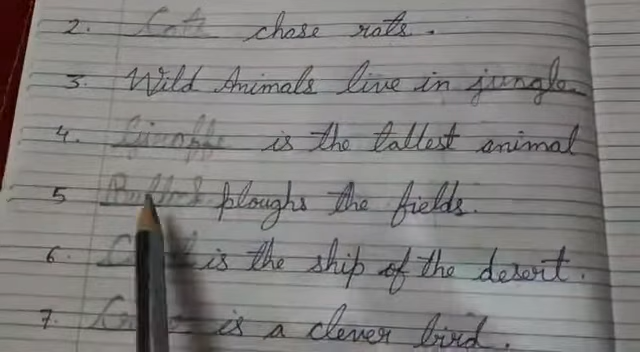 2. Cats chase rats.
3. Wild Animals live in jungle
4. Giraffe is the tallest animal
5 ploughs the fields.
6. is the ship of the desert.
7. is a clever bird.